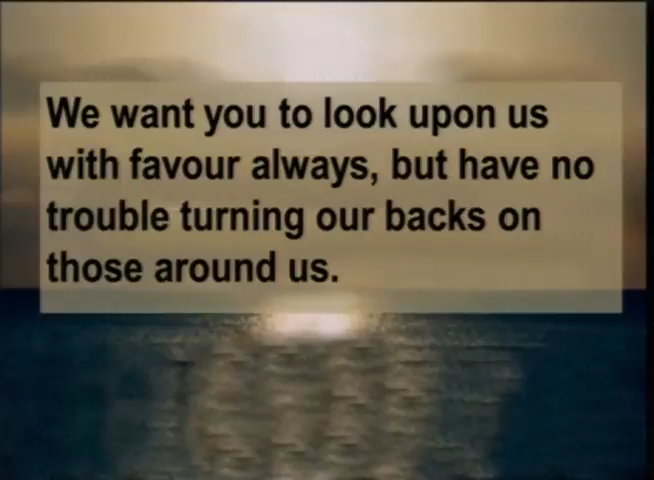 We want you to look upon us
with favour always, but have no
trouble turning our backs on
those around us.